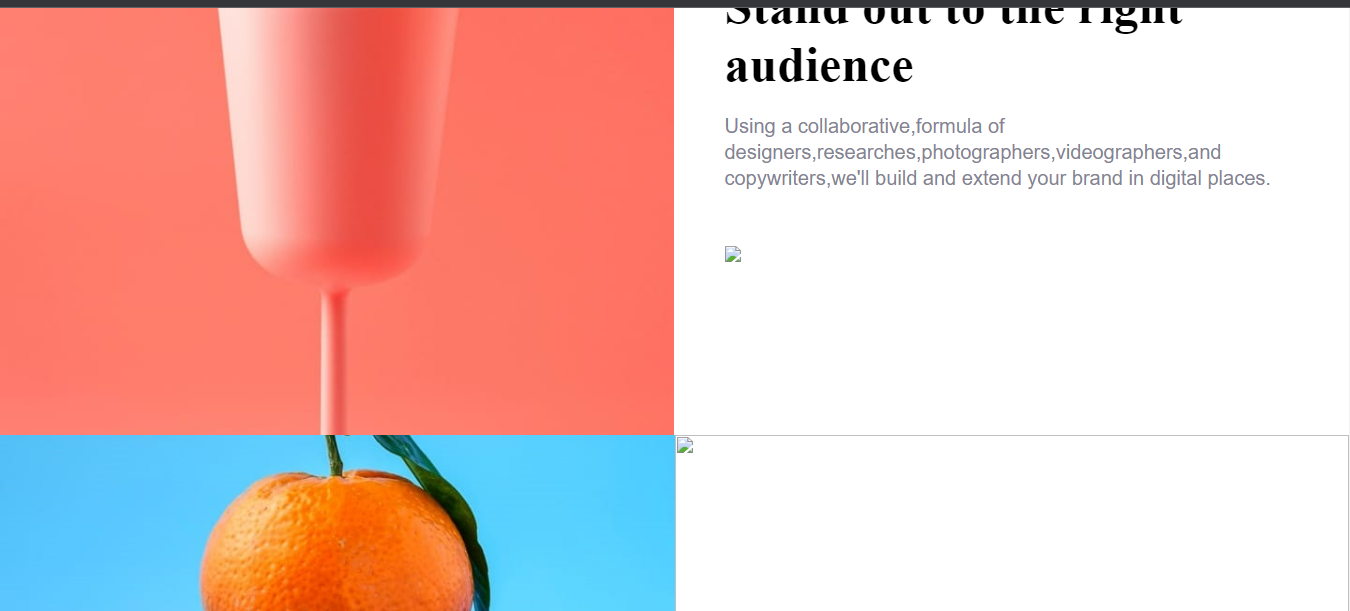 Stand out to the right
audience
Using a collaborative,formula of
designers,researches,photographers,videographers,and
copywriters,we'll build and extend your brand in digital places.